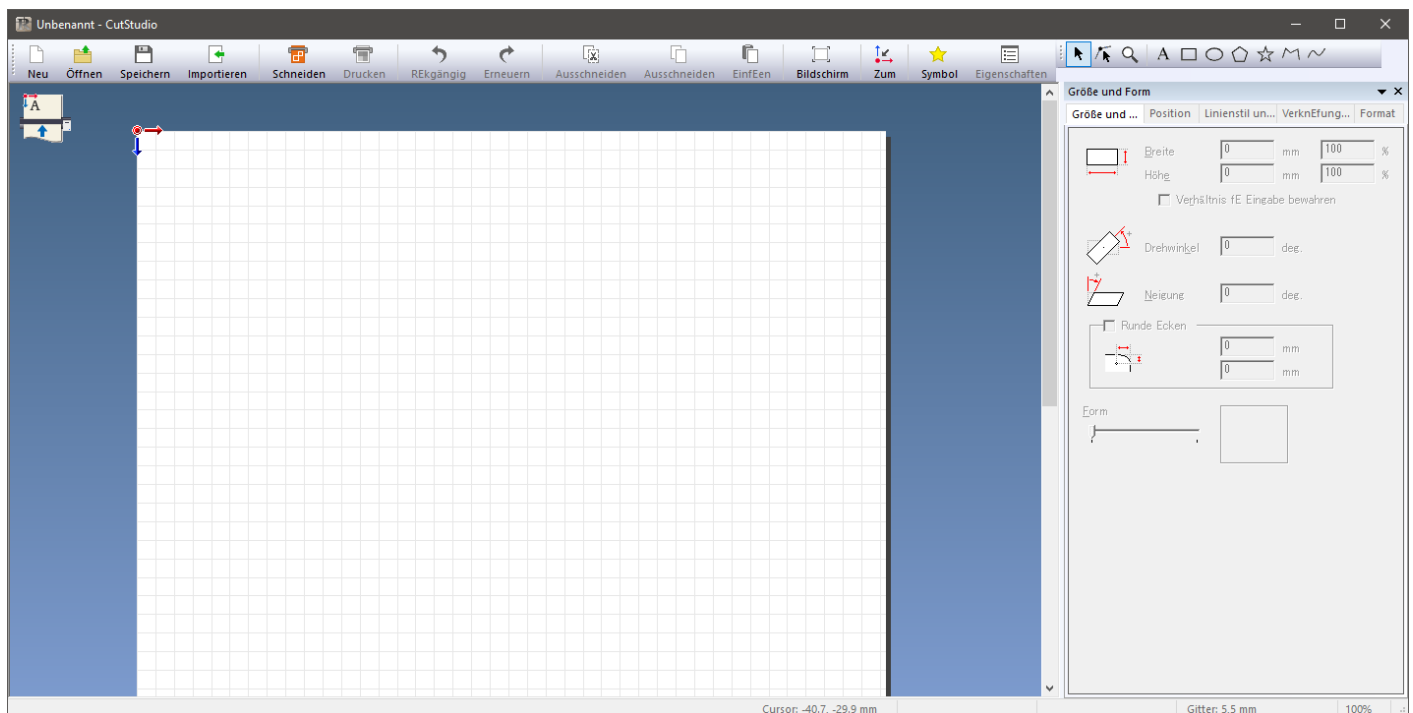 Unbenannt - CutStudio
Neu Öffnen Speichern Importieren Schneiden Drucken REkgängig Erneuern Ausschneiden Ausschneiden EinfEen Bildschirm Zum Symbol Eigenschaften
A
A
Größe und Form
Größe und ... Position Linienstil un... VerknEfung... Format
Breite 0 mm 100 %
Höhe 0 mm 100 %
Verhältnis fE Eingabe bewahren
Drehwinkel 0 deg.
Neigung 0 deg.
Runde Ecken
0 mm
0 mm
Form
Cursor: -40.7, -29.9 mm Gitter: 5.5 mm 100%